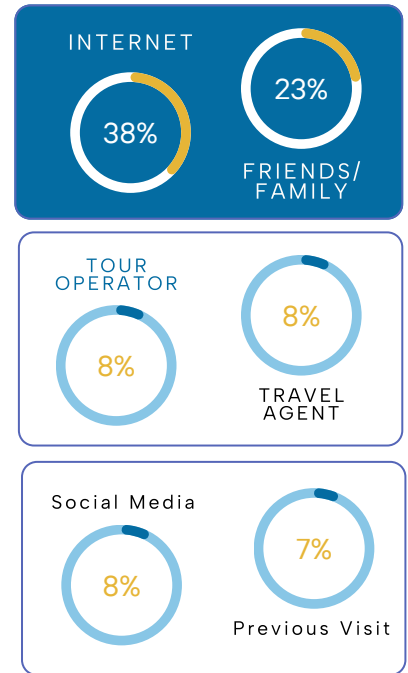 INTERNET
38%
23%
FRIENDS/
FAMILY
TOUR
OPERATOR
8%
8%
TRAVEL
AGENT
Social Media
8%
7%
Previous Visit